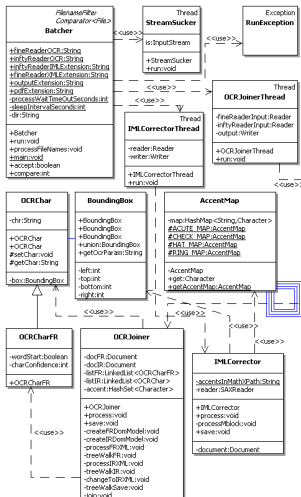 FilenameFilter
Comparator<File>
Batcher
+fineReaderOCR:String
+inftyReaderOCR:String
+inftyReaderIMLExtension:String
+fineReaderXMLExtension:String
+outputExtension:String
+pdfExtension:String
-processWaitTimeOutSeconds:int
-sleepIntervalSeconds:int
-dir:String
+Batcher
+run:void
+processFileNames:void
+main:void
+accept:boolean
+compare:int
<<use>>
Thread
StreamSucker
is:InputStream
+StreamSucker
+run:void
Exception
RunException
<<use>>
<<use>>
<<use>>
Thread
OCRJoinerThread
-fineReaderInput:Reader
-inftyReaderInput:Reader
-output:Writer
+OCRJoinerThread
+run:void
<<use>>
Thread
IMLCorrectorThread
-reader:Reader
-writer:Writer
+IMLCorrectorThread
+run:void
OCRChar
-chr:String
+OCRChar
+OCRChar
#setChar:void
#getChar:String
-box:BoundingBox
BoundingBox
+BoundingBox
+BoundingBox
+union:BoundingBox
+getOcrParam:String
-left:int
-top:int
-bottom:int
-right:int
AccentMap
-map:HashMap<String,Character>
#ACUTE_MAP:AccentMap
#CHECK_MAP:AccentMap
#HAT_MAP:AccentMap
#RING_MAP:AccentMap
-AccentMap
+get:Character
+getAccentMap:AccentMap
<<use>>
<<use>>
<<use>>
OCRCharFR
-wordStart:boolean
-charConfidence:int
+OCRCharFR
<<use>>
OCRJoiner
-docFR:Document
-docIR:Document
-listFR:LinkedList<OCRCharFR>
-listIR:LinkedList<OCRChar>
-accent:HashSet<Character>
+OCRJoiner
+process:void
+save:void
-createFRDomModel:void
-createIRDomModel:void
-processFRXML:void
-treeWalkFR:void
-processIRXML:void
-treeWalkIR:void
-changeToIRXML:void
-treeWalkSave:void
-join:void
IMLCorrector
-accentsInMathXPath:String
-reader:SAXReader
+IMLCorrector
+process:void
-processMblock:void
+save:void
-document:Document